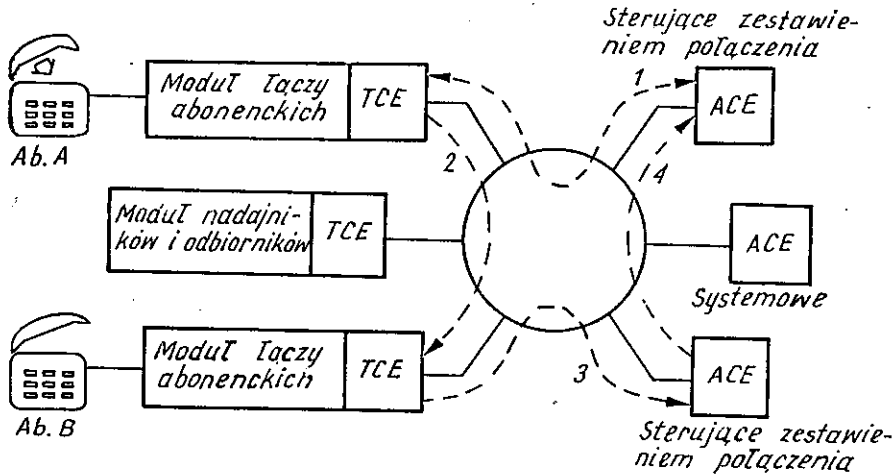 Sterujące zestawie-
niem połączenia
Moduł łączy
abonenckich
TCE
1
ACE
Ab. A
2
4
Moduł nadajni-
ków i odbiorników
TCE
ACE
Systemowe
Moduł łączy
abonenckich
TCE
3
ACE
Ab. B
Sterujące zestawie-
niem połączenia